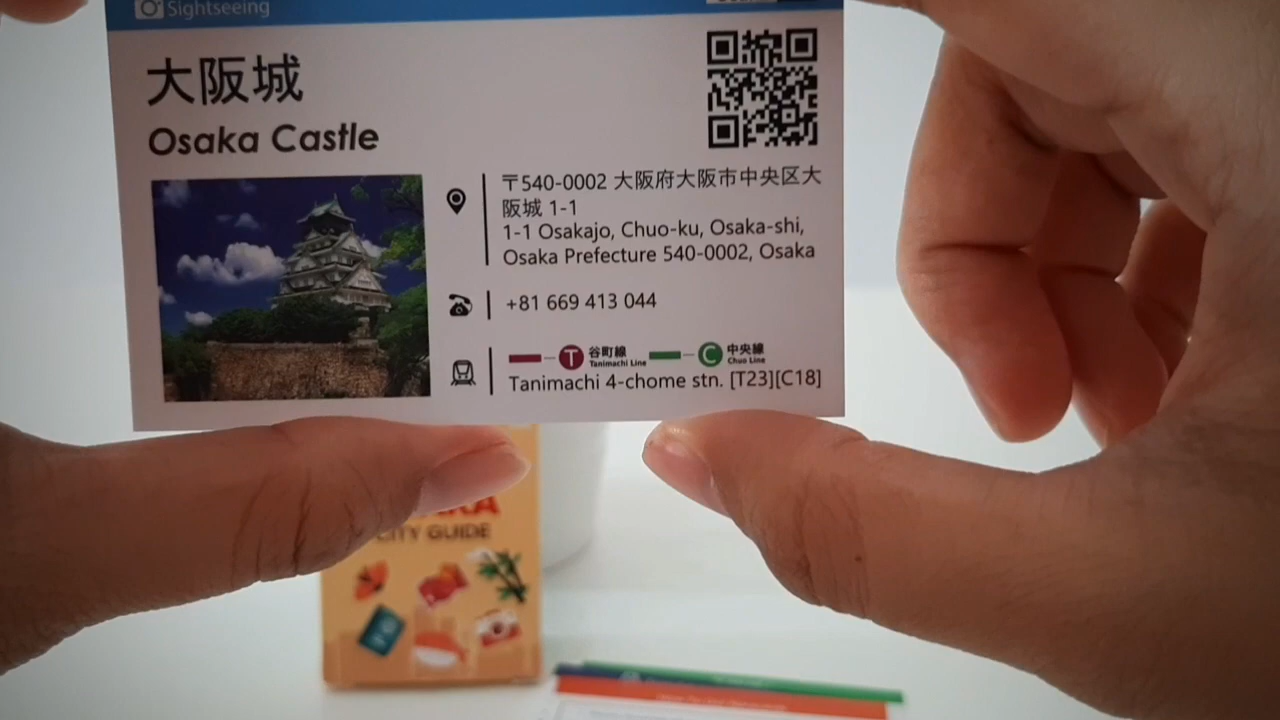 Sightseeing
大阪城
Osaka Castle
〒540-0002 大阪府大阪市中央区大
阪城 1-1
1-1 Osakajo, Chuo-ku, Osaka-shi,
Osaka Prefecture 540-0002, Osaka
+81 669 413 044
T 谷町線 Tanimachi Line C 中央線 Chuo Line
Tanimachi 4-chome stn. [T23][C18]
CITY GUIDE